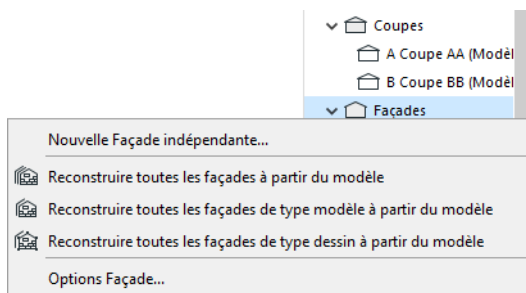 Coupes
A Coupe AA (Modèl
B Coupe BB (Modèl
Façades
Nouvelle Façade indépendante...
Reconstruire toutes les façades à partir du modèle
Reconstruire toutes les façades de type modèle à partir du modèle
Reconstruire toutes les façades de type dessin à partir du modèle
Options Façade...